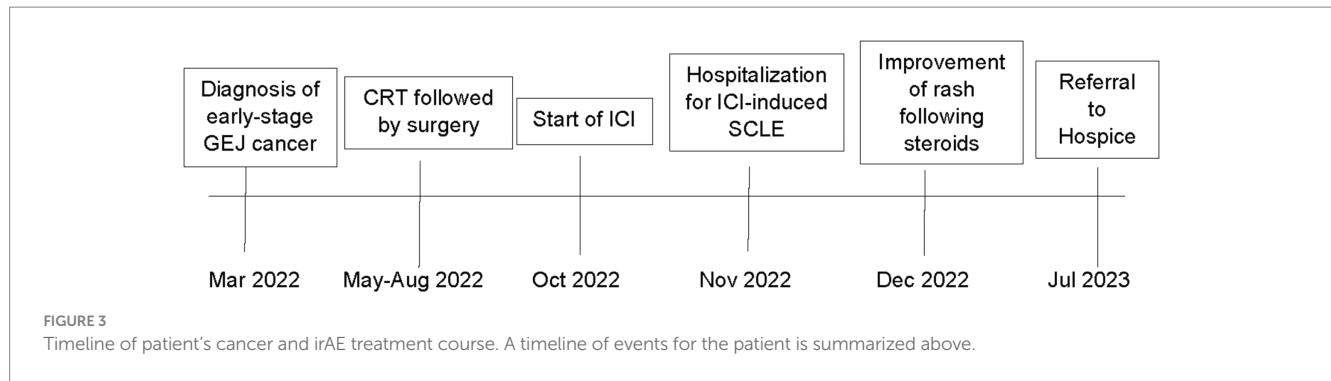 Diagnosis of
early-stage
GEJ cancer
CRT followed
by surgery
Start of ICI
Hospitalization
for ICI-induced
SCLE
Improvement
of rash
following
steroids
Referral
to
Hospice
Mar 2022
May-Aug 2022
Oct 2022
Nov 2022
Dec 2022
Jul 2023
FIGURE 3
Timeline of patient's cancer and irAE treatment course. A timeline of events for the patient is summarized above.